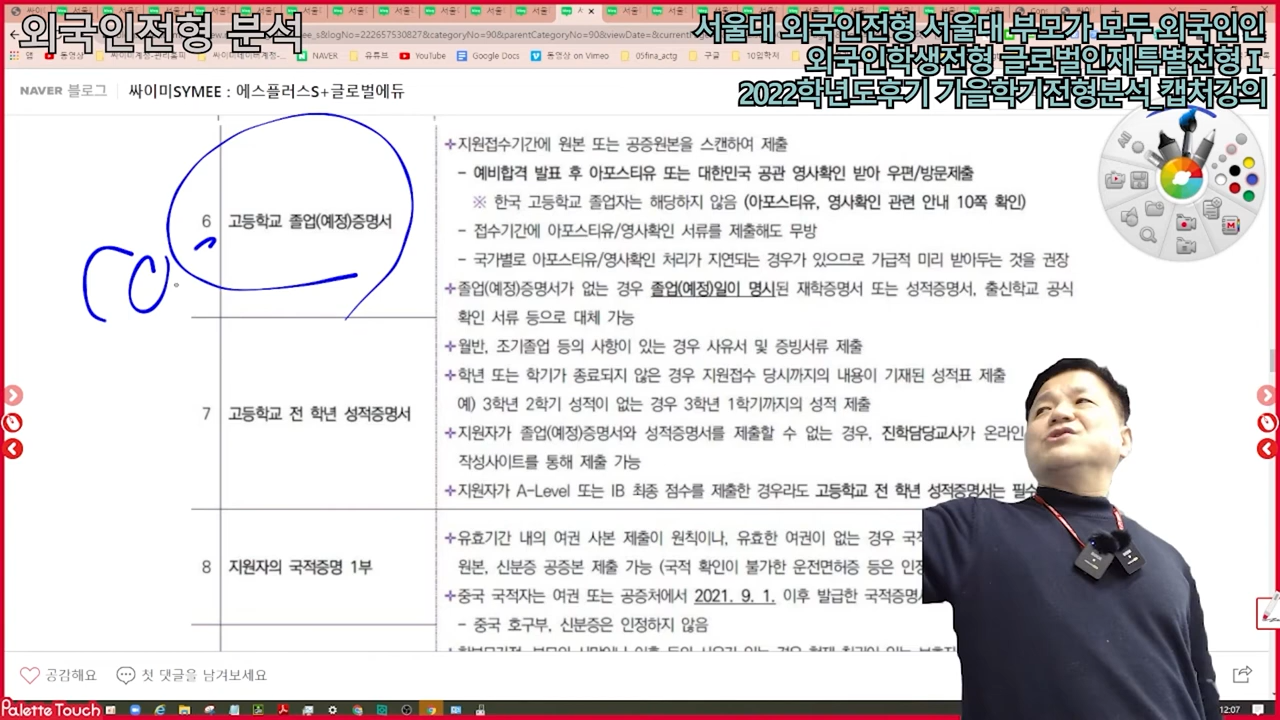 외국인전형 분석
서울대 외국인전형 서울대 부모가 모두 외국인인
외국인학생전형 글로벌인재특별전형 I
2022학년도후기 가을학기전형분석_캡처강의
NAVER 블로그 싸이미SYMEE : 에스플러스S+글로벌에듀
6 고등학교 졸업(예정)증명서
✢지원접수기간에 원본 또는 공증원본을 스캔하여 제출
- 예비합격 발표 후 아포스티유 또는 대한민국 공관 영사확인 받아 우편/방문제출
※ 한국 고등학교 졸업자는 해당하지 않음 (아포스티유, 영사확인 관련 안내 10쪽 확인)
- 접수기간에 아포스티유/영사확인 서류를 제출해도 무방
- 국가별로 아포스티유/영사확인 처리가 지연되는 경우가 있으므로 가급적 미리 받아두는 것을 권장
✢졸업(예정)증명서가 없는 경우 졸업(예정)일이 명시된 재학증명서 또는 성적증명서, 출신학교 공식
확인 서류 등으로 대체 가능
7 고등학교 전 학년 성적증명서
✢월반, 조기졸업 등의 사항이 있는 경우 사유서 및 증빙서류 제출
✢학년 또는 학기가 종료되지 않은 경우 지원접수 당시까지의 내용이 기재된 성적표 제출
예) 3학년 2학기 성적이 없는 경우 3학년 1학기까지의 성적 제출
✢지원자가 졸업(예정)증명서와 성적증명서를 제출할 수 없는 경우, 진학담당교사가 온라인
작성사이트를 통해 제출 가능
✢지원자가 A-Level 또는 IB 최종 점수를 제출한 경우라도 고등학교 전 학년 성적증명서는 필수
8 지원자의 국적증명 1부
✢유효기간 내의 여권 사본 제출이 원칙이나, 유효한 여권이 없는 경우
원본, 신분증 공증본 제출 가능 (국적 확인이 불가한 운전면허증 등은
✢중국 국적자는 여권 또는 공증처에서 2021. 9. 1. 이후 발급한 국적증명
- 중국 호구부, 신분증은 인정하지 않음
공감해요 첫 댓글을 남겨보세요
Palette Touch 12:07